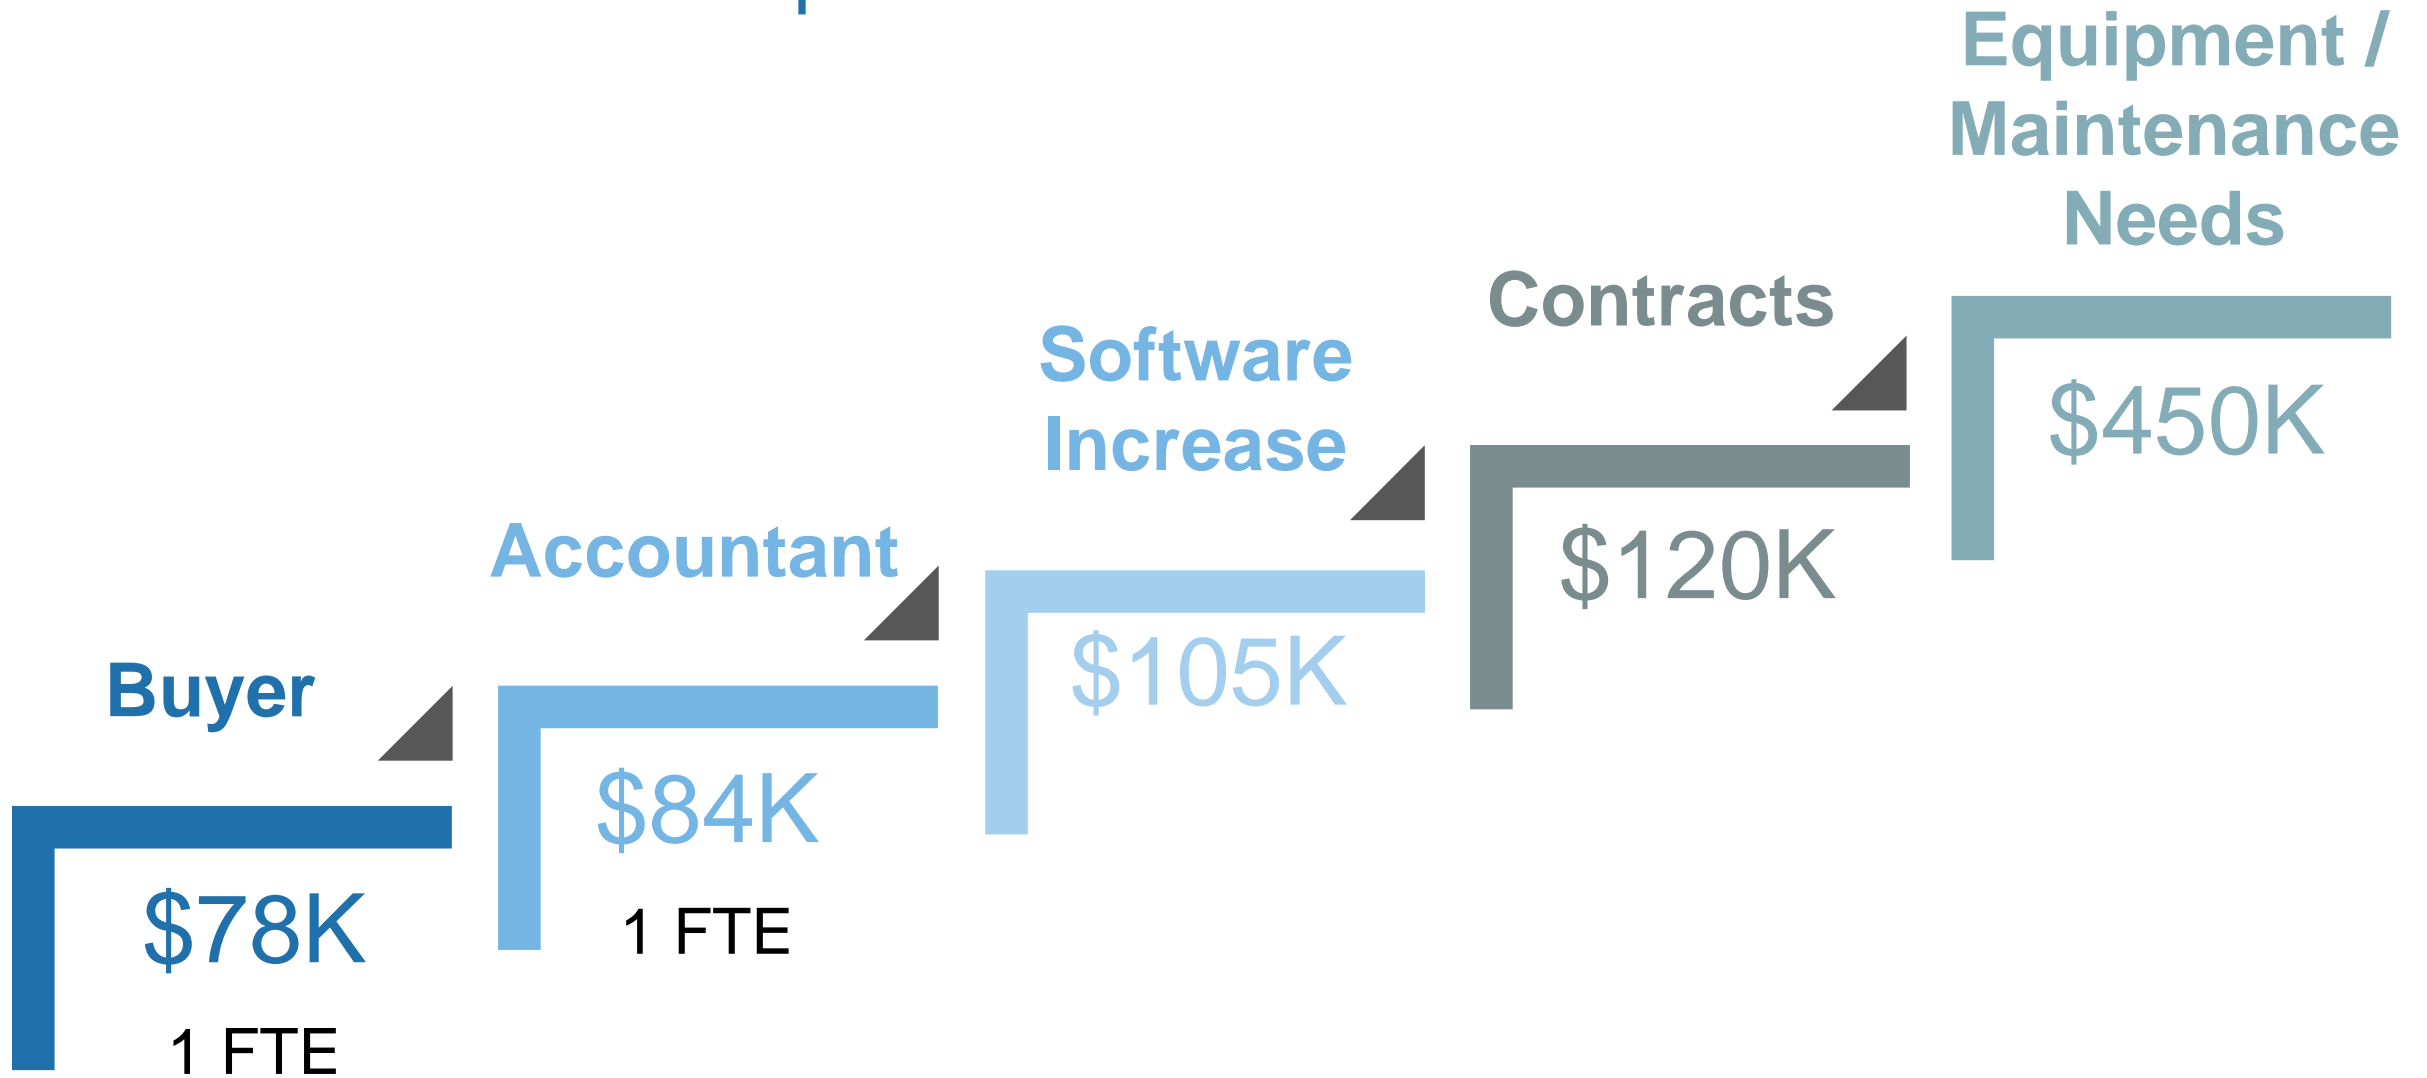 Buyer
$78K
1 FTE
Accountant
$84K
1 FTE
Software
Increase
$105K
Contracts
$120K
Equipment /
Maintenance
Needs
$450K